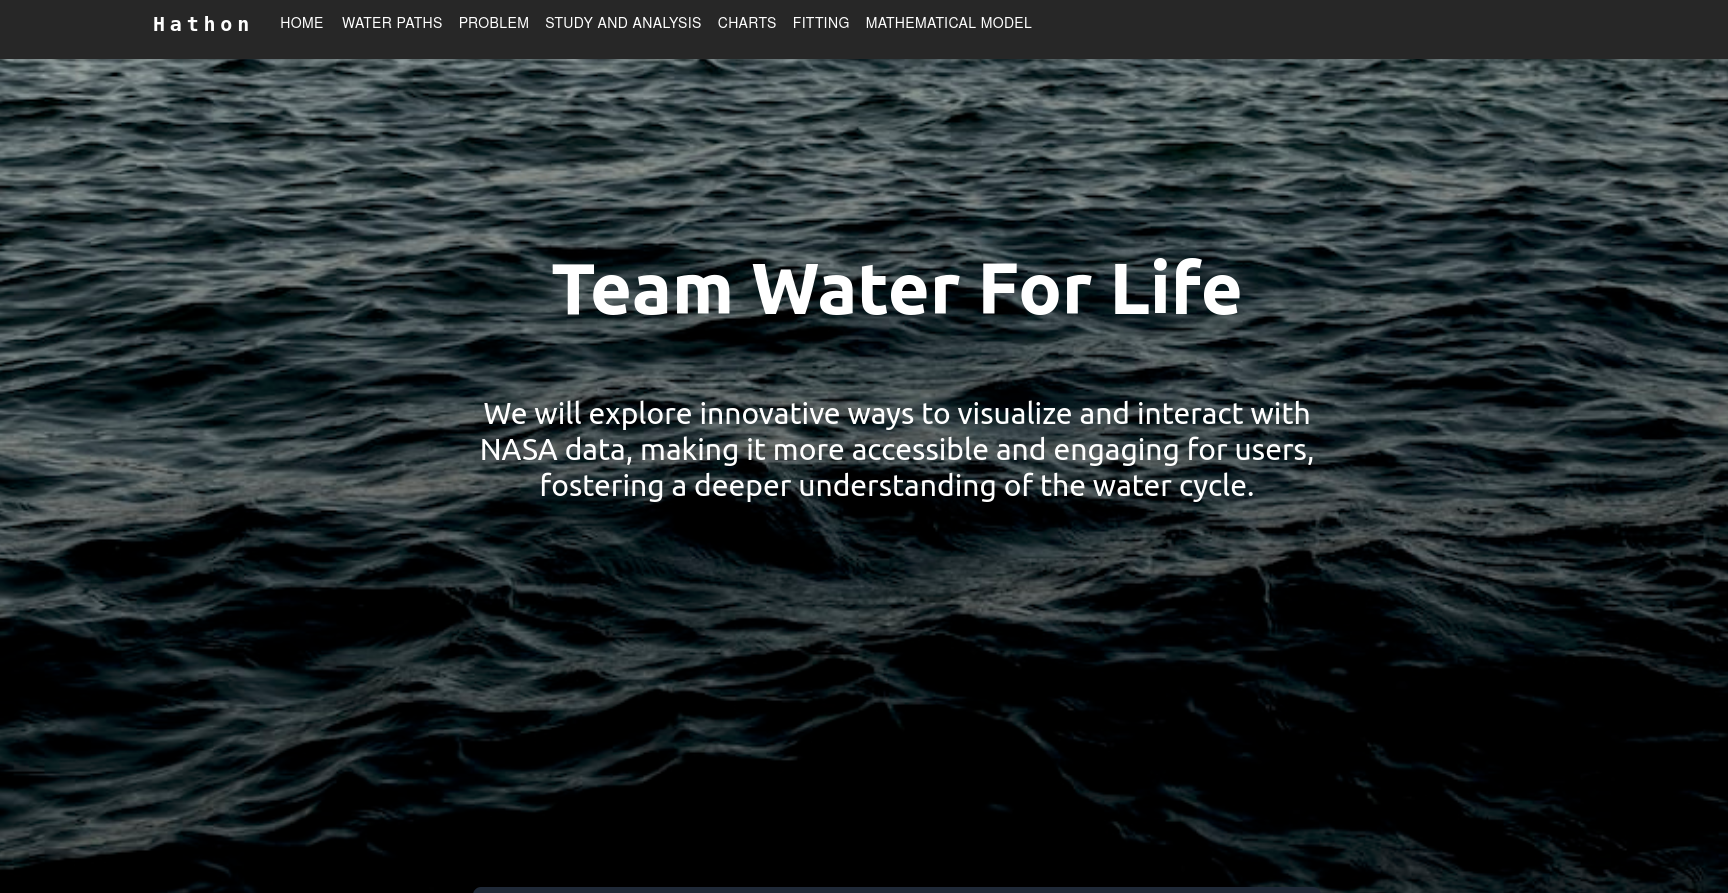 Hathon HOME WATER PATHS PROBLEM STUDY AND ANALYSIS CHARTS FITTING MATHEMATICAL MODEL
Team Water For Life
We will explore innovative ways to visualize and interact with
NASA data, making it more accessible and engaging for users,
fostering a deeper understanding of the water cycle.